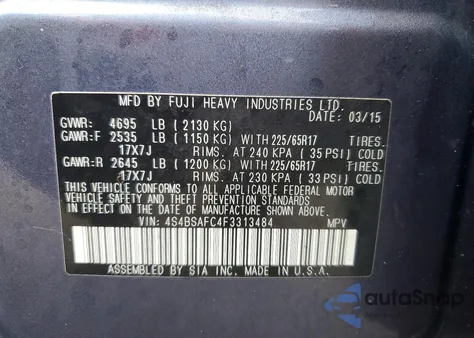 MFD BY FUJI HEAVY INDUSTRIES LTD.
DATE: 03/15
GVWR: 4695 LB ( 2130 KG)
GAWR:F 2535 LB ( 1150 KG) WITH 225/65R17 TIRES.
17X7J RIMS. AT 240 KPA ( 35 PSI) COLD
GAWR:R 2645 LB ( 1200 KG) WITH 225/65R17 TIRES.
17X7J RIMS. AT 230 KPA ( 33 PSI) COLD
THIS VEHICLE CONFORMS TO ALL APPLICABLE FEDERAL MOTOR
VEHICLE SAFETY AND THEFT PREVENTION STANDARDS
IN EFFECT ON THE DATE OF MANUFACTURE SHOWN ABOVE.
VIN: 4S4BSAFC4F3313484 MPV
ASSEMBLED BY SIA INC. MADE IN U.S.A.
autoSnap